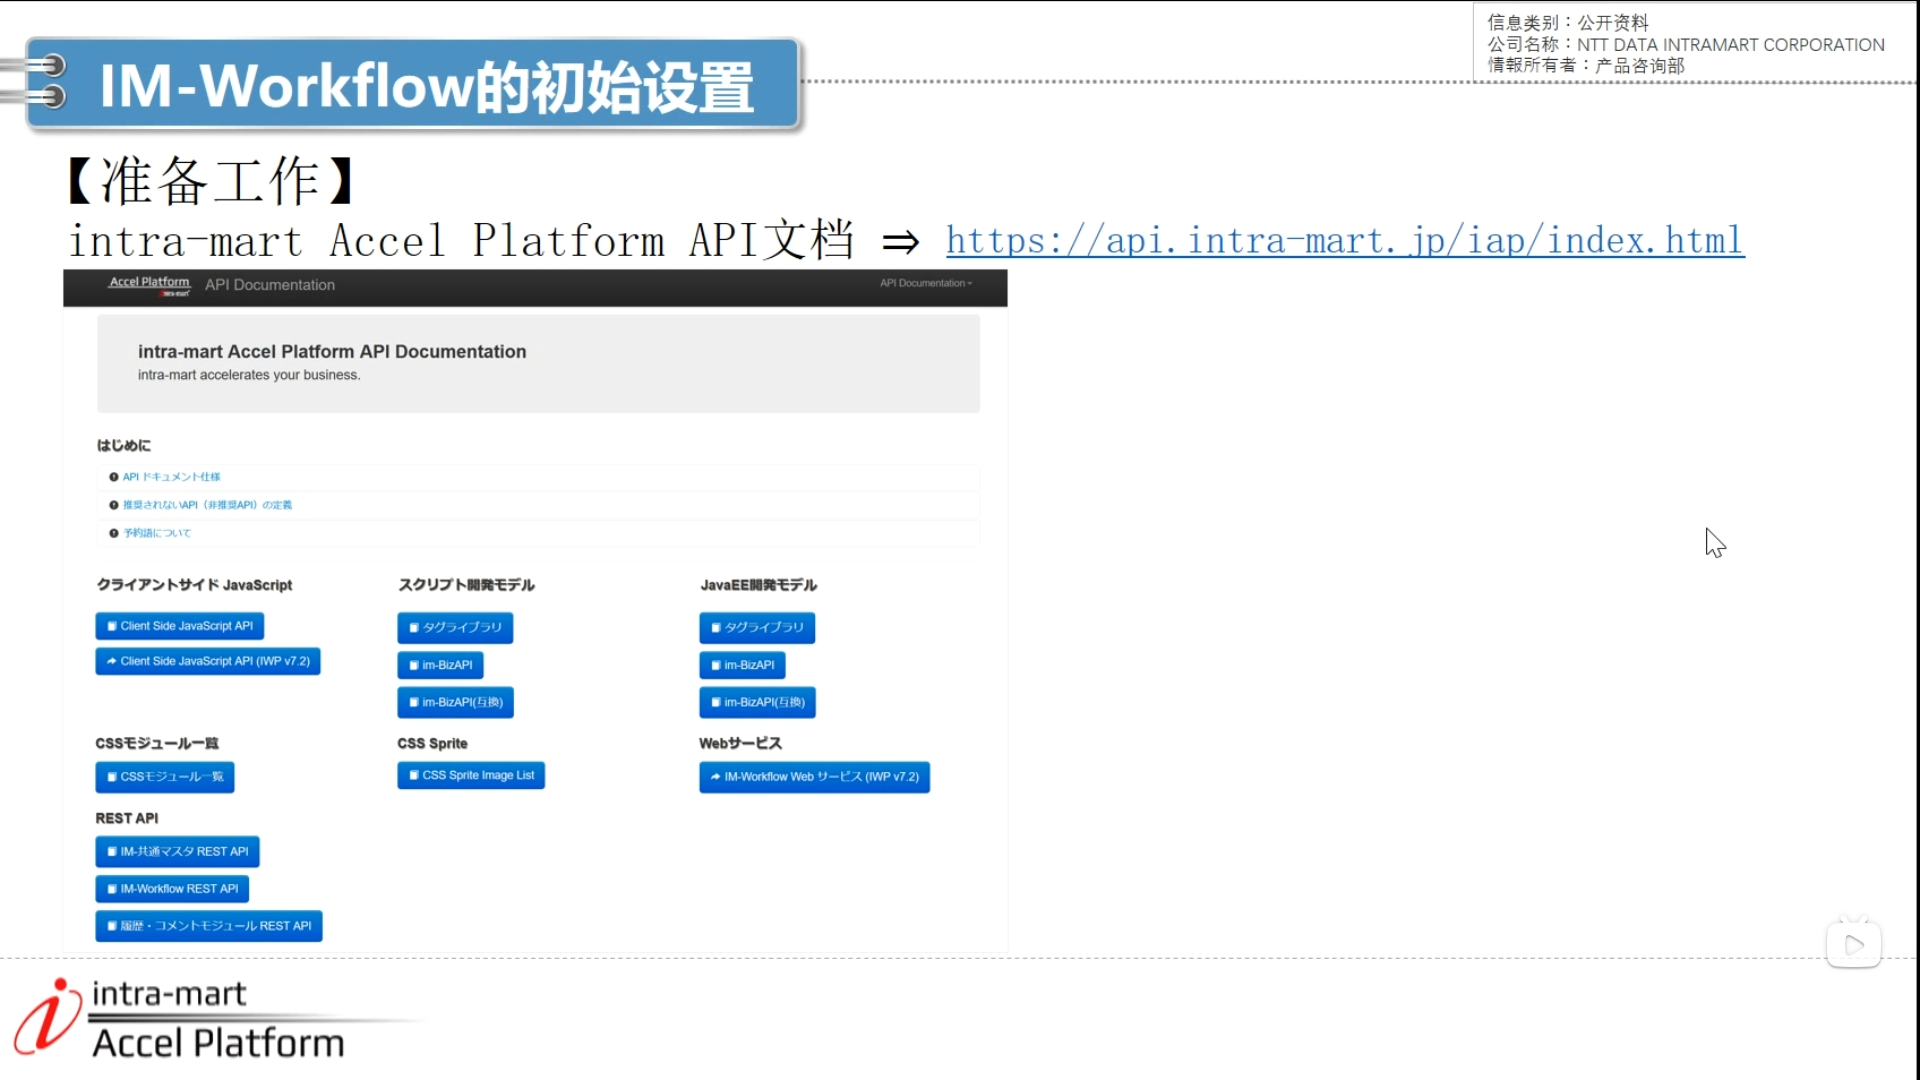 信息类别：公开资料
公司名称：NTT DATA INTRAMART CORPORATION
情報所有者：产品咨询部
IM-Workflow的初始设置
【准备工作】
intra-mart Accel Platform API文档 ⇒ https://api.intra-mart.jp/iap/index.html
Accel Platform
intra-mart
API Documentation
API Documentation
intra-mart Accel Platform API Documentation
intra-mart accelerates your business.
はじめに
API ドキュメント仕様
推奨されないAPI（非推奨API）の定義
予約語について
クライアントサイド JavaScript
Client Side JavaScript API
Client Side JavaScript API (IWP v7.2)
スクリプト開発モデル
タグライブラリ
im-BizAPI
im-BizAPI(互換)
JavaEE開発モデル
タグライブラリ
im-BizAPI
im-BizAPI(互換)
CSSモジュール一覧
CSSモジュール一覧
CSS Sprite
CSS Sprite Image List
Webサービス
IM-Workflow Web サービス (IWP v7.2)
REST API
IM-共通マスタ REST API
IM-Workflow REST API
履歴・コメントモジュール REST API
intra-mart
Accel Platform